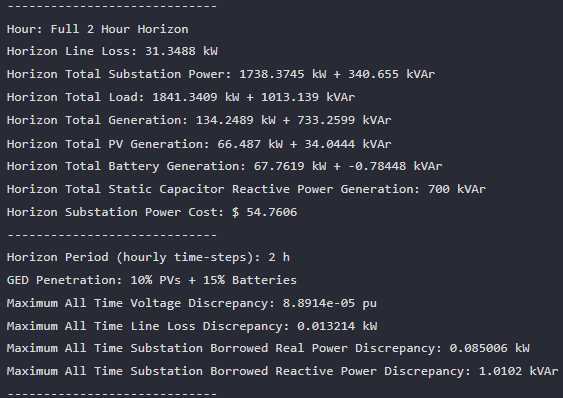 -----------------------------
Hour: Full 2 Hour Horizon
Horizon Line Loss: 31.3488 kW
Horizon Total Substation Power: 1738.3745 kW + 340.655 kVAr
Horizon Total Load: 1841.3409 kW + 1013.139 kVAr
Horizon Total Generation: 134.2489 kW + 733.2599 kVAr
Horizon Total PV Generation: 66.487 kW + 34.0444 kVAr
Horizon Total Battery Generation: 67.7619 kW + -0.78448 kVAr
Horizon Total Static Capacitor Reactive Power Generation: 700 kVAr
Horizon Substation Power Cost: $ 54.7606
-----------------------------
Horizon Period (hourly time-steps): 2 h
GED Penetration: 10% PVs + 15% Batteries
Maximum All Time Voltage Discrepancy: 8.8914e-05 pu
Maximum All Time Line Loss Discrepancy: 0.013214 kW
Maximum All Time Substation Borrowed Real Power Discrepancy: 0.085006 kW
Maximum All Time Substation Borrowed Reactive Power Discrepancy: 1.0102 kVAr
-----------------------------